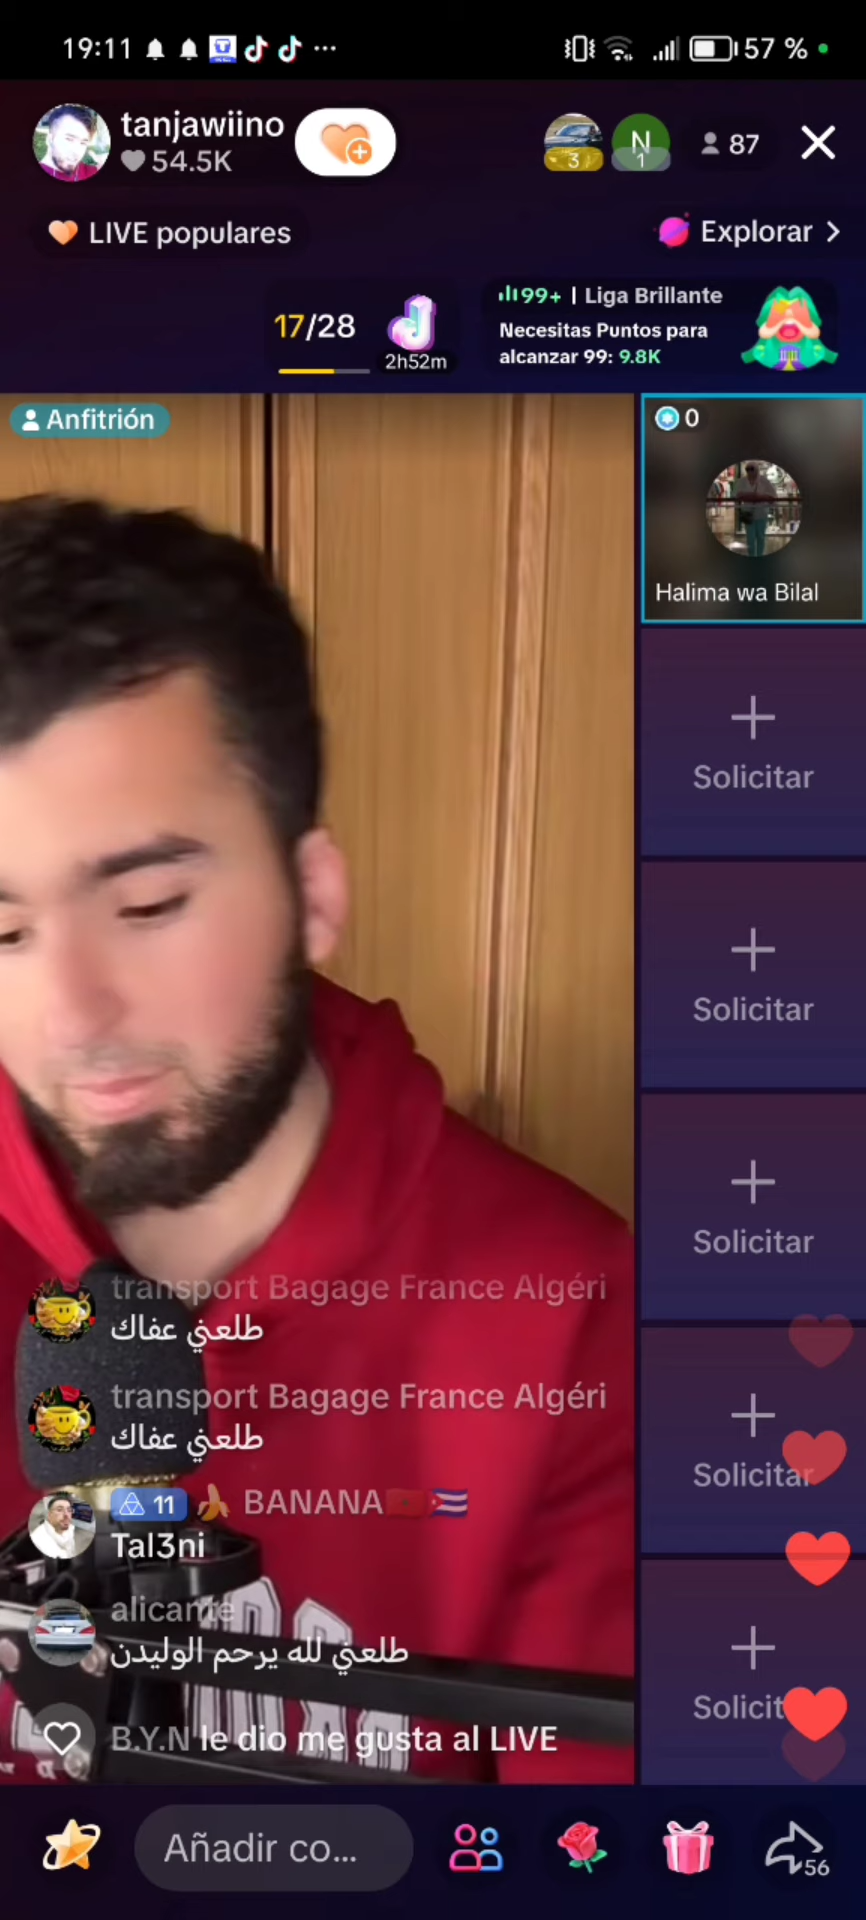 19:11
57 %
tanjawiino
54.5K
3
N
1
87
LIVE populares
Explorar
17/28
2h52m
99+ | Liga Brillante
Necesitas Puntos para
alcanzar 99: 9.8K
Anfitrión
0
Halima wa Bilal
Solicitar
Solicitar
Solicitar
Solicitar
Solicit
transport Bagage France Algéri
طلعني عفاك
transport Bagage France Algéri
طلعني عفاك
11 BANANA
Tal3ni
alicante
طلعني لله يرحم الوليدن
B.Y.N le dio me gusta al LIVE
Añadir co...
56